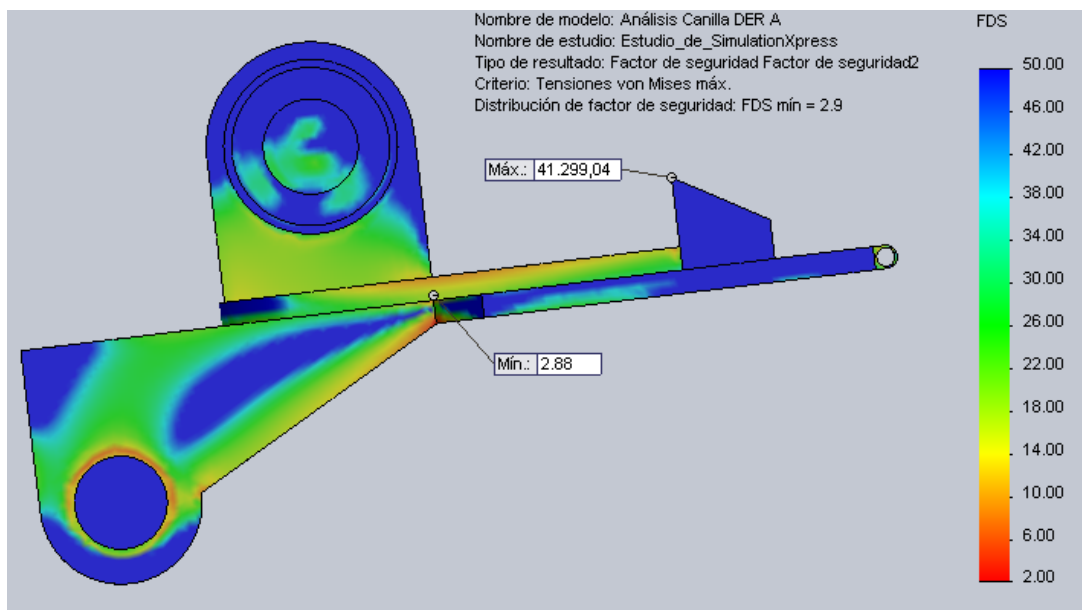 Nombre de modelo: Análisis Canilla DER A
Nombre de estudio: Estudio_de_SimulationXpress
Tipo de resultado: Factor de seguridad Factor de seguridad2
Criterio: Tensiones von Mises máx.
Distribución de factor de seguridad: FDS mín = 2.9
FDS
50.00
46.00
42.00
38.00
34.00
30.00
26.00
22.00
18.00
14.00
10.00
6.00
2.00
Máx.: 41.299,04
Mín.: 2.88